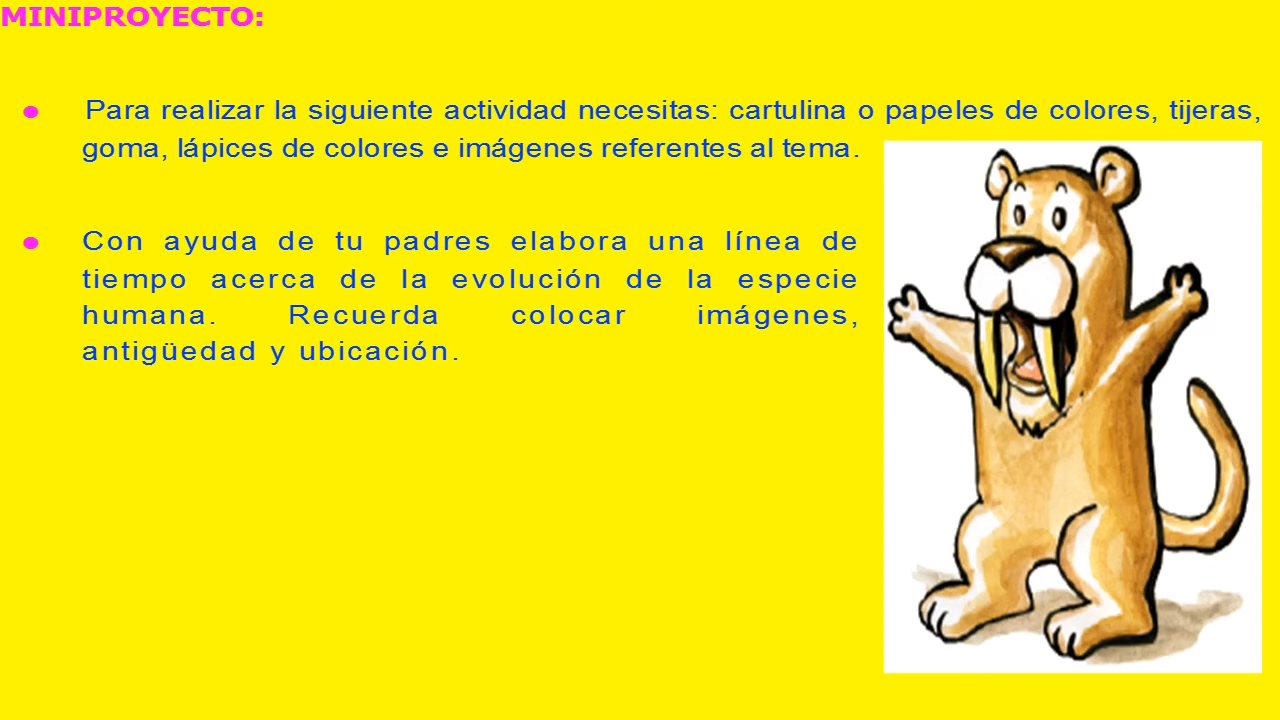 MINIPROYECTO:
• Para realizar la siguiente actividad necesitas: cartulina o papeles de colores, tijeras,
goma, lápices de colores e imágenes referentes al tema.
• Con ayuda de tu padres elabora una línea de
tiempo acerca de la evolución de la especie
humana. Recuerda colocar imágenes,
antigüedad y ubicación.